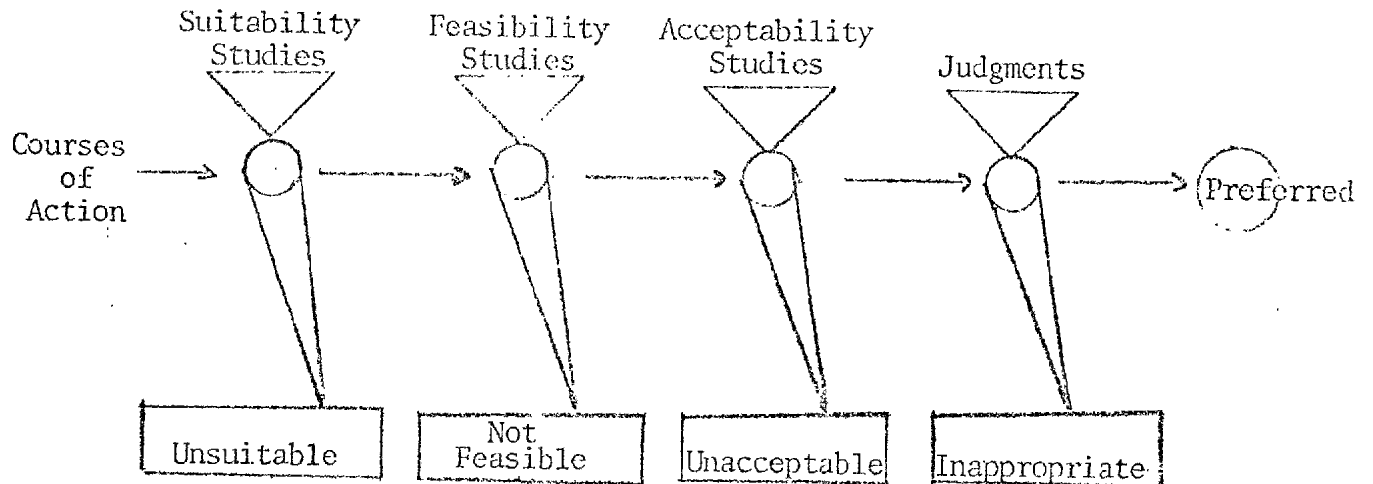 Suitability
Studies
Feasibility
Studies
Acceptability
Studies
Judgments
Courses
of
Action
Preferred
Unsuitable
Not
Feasible
Unacceptable
Inappropriate